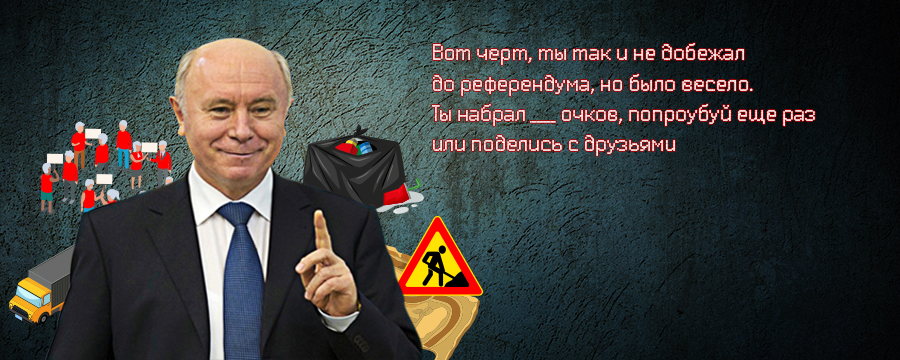 Вот черт, ты так и не добежал
до референдума, но было весело.
Ты набрал __ очков, попроубуй еще раз
или поделись с друзьями